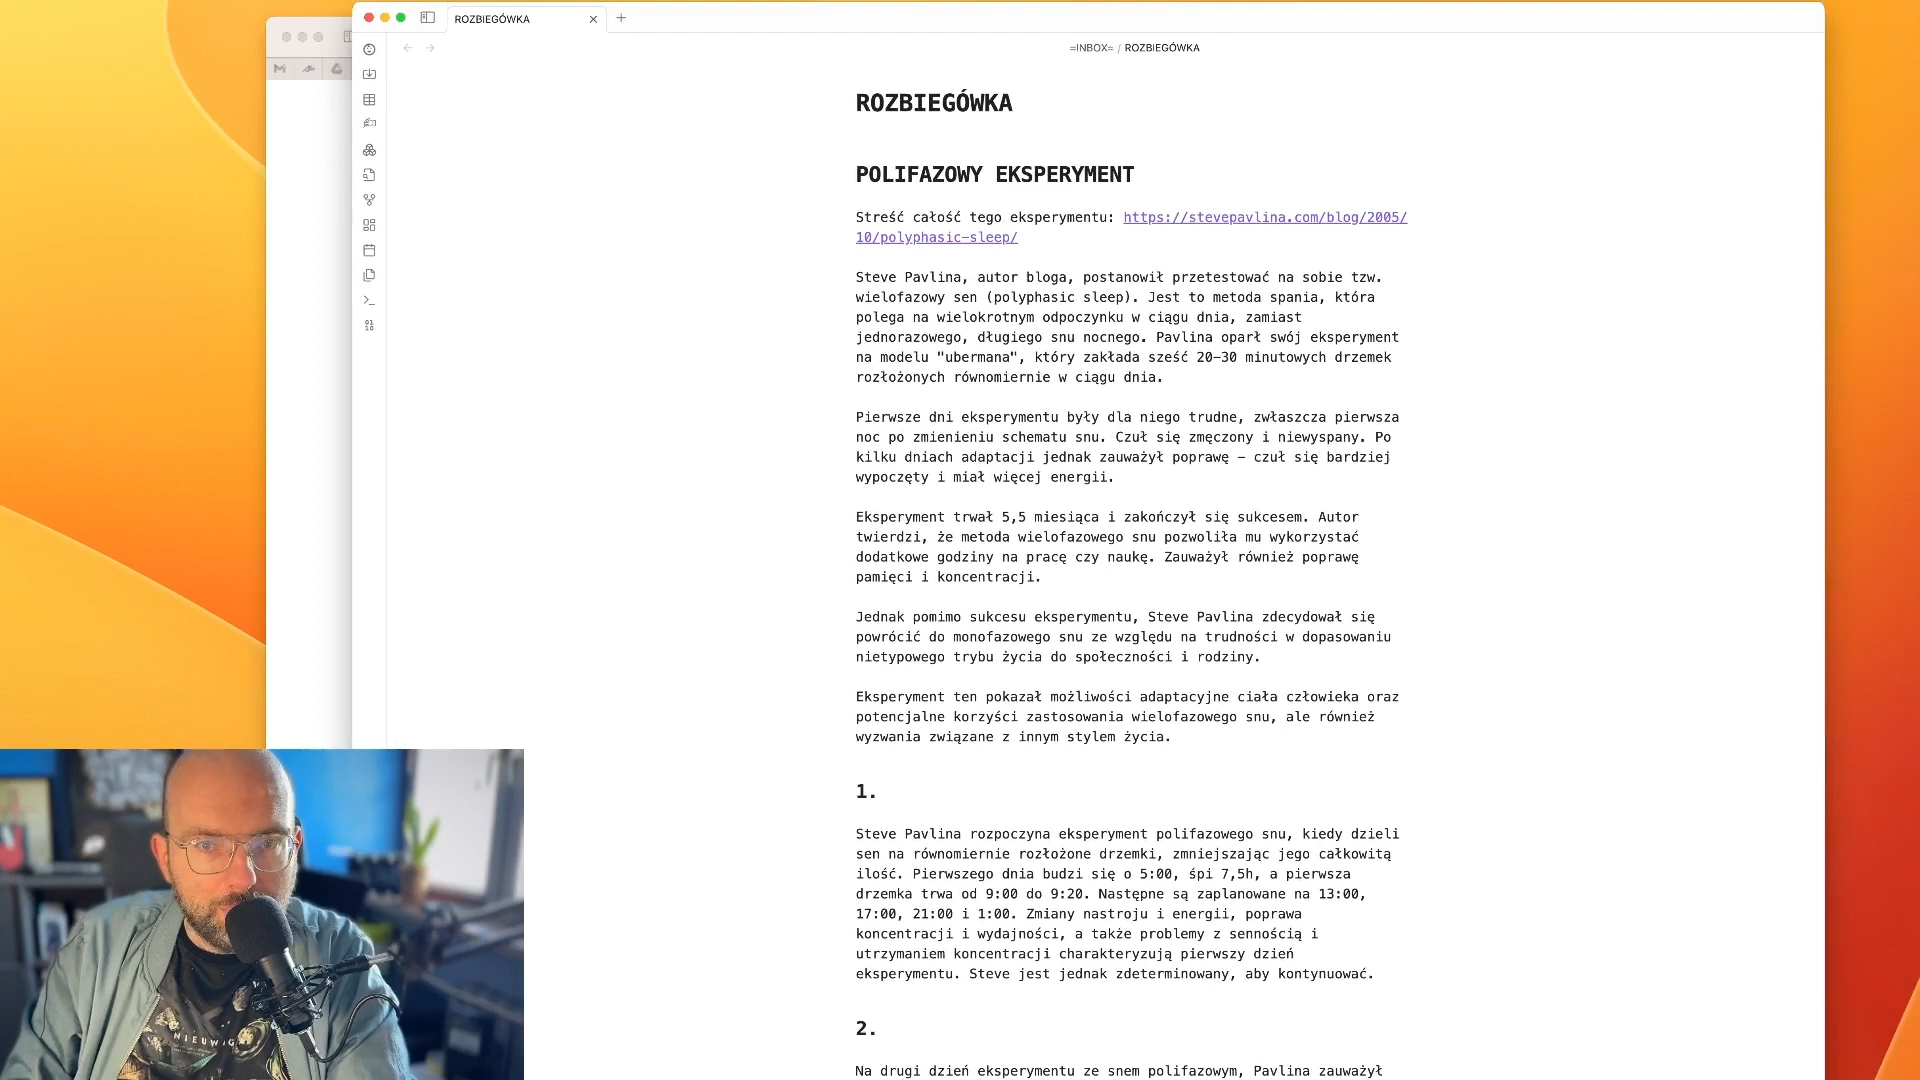 ROZBIEGÓWKA
=INBOX= / ROZBIEGÓWKA
ROZBIEGÓWKA
POLIFAZOWY EKSPERYMENT
Streść całość tego eksperymentu: https://stevepavlina.com/blog/2005/
10/polyphasic-sleep/
Steve Pavlina, autor bloga, postanowił przetestować na sobie tzw.
wielofazowy sen (polyphasic sleep). Jest to metoda spania, która
polega na wielokrotnym odpoczynku w ciągu dnia, zamiast
jednorazowego, długiego snu nocnego. Pavlina oparł swój eksperyment
na modelu "ubermana", który zakłada sześć 20–30 minutowych drzemek
rozłożonych równomiernie w ciągu dnia.
Pierwsze dni eksperymentu były dla niego trudne, zwłaszcza pierwsza
noc po zmienieniu schematu snu. Czuł się zmęczony i niewyspany. Po
kilku dniach adaptacji jednak zauważył poprawę – czuł się bardziej
wypoczęty i miał więcej energii.
Eksperyment trwał 5,5 miesiąca i zakończył się sukcesem. Autor
twierdzi, że metoda wielofazowego snu pozwoliła mu wykorzystać
dodatkowe godziny na pracę czy naukę. Zauważył również poprawę
pamięci i koncentracji.
Jednak pomimo sukcesu eksperymentu, Steve Pavlina zdecydował się
powrócić do monofazowego snu ze względu na trudności w dopasowaniu
nietypowego trybu życia do społeczności i rodziny.
Eksperyment ten pokazał możliwości adaptacyjne ciała człowieka oraz
potencjalne korzyści zastosowania wielofazowego snu, ale również
wyzwania związane z innym stylem życia.
1.
Steve Pavlina rozpoczyna eksperyment polifazowego snu, kiedy dzieli
sen na równomiernie rozłożone drzemki, zmniejszając jego całkowitą
ilość. Pierwszego dnia budzi się o 5:00, śpi 7,5h, a pierwsza
drzemka trwa od 9:00 do 9:20. Następne są zaplanowane na 13:00,
17:00, 21:00 i 1:00. Zmiany nastroju i energii, poprawa
koncentracji i wydajności, a także problemy z sennością i
utrzymaniem koncentracji charakteryzują pierwszy dzień
eksperymentu. Steve jest jednak zdeterminowany, aby kontynuować.
2.
Na drugi dzień eksperymentu ze snem polifazowym, Pavlina zauważył
NIEUWAG